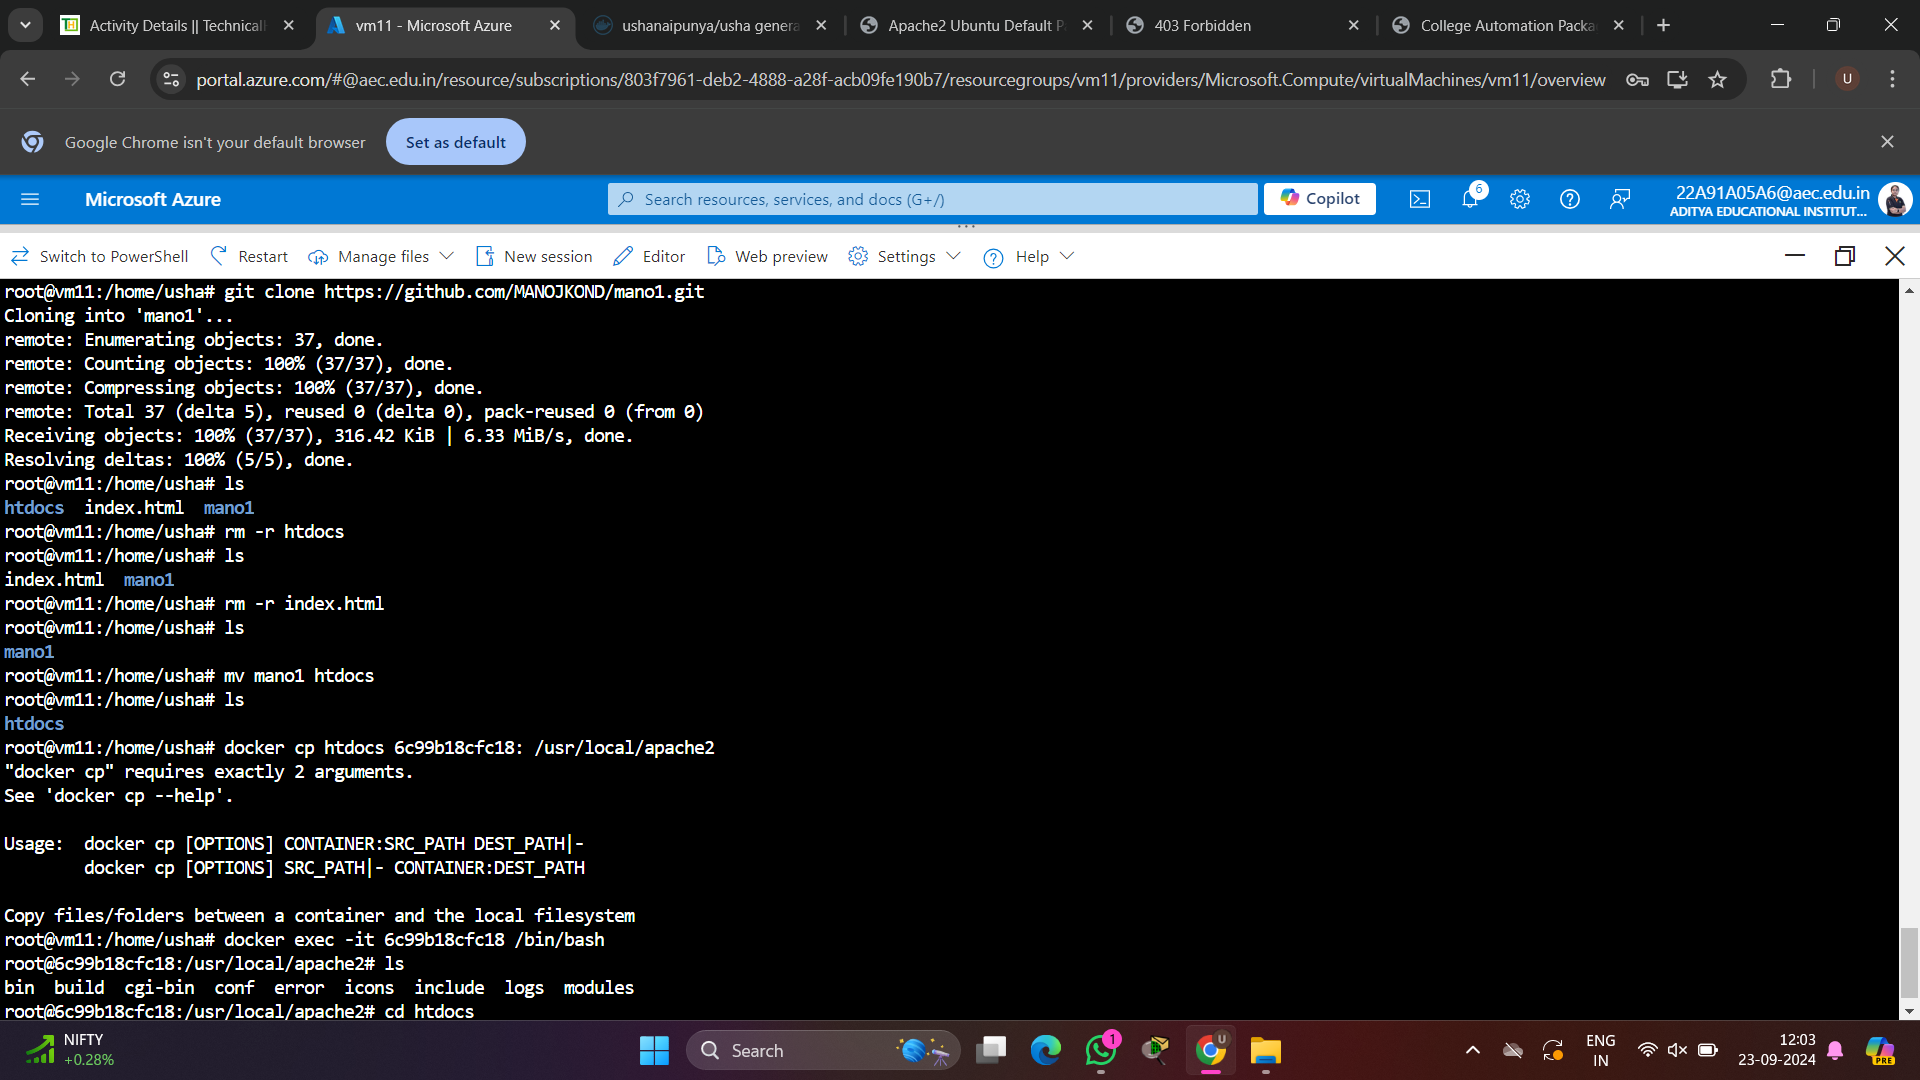 Activity Details || Technical
vm11 - Microsoft Azure
ushanaipunya/usha genera
Apache2 Ubuntu Default P
403 Forbidden
College Automation Packa
portal.azure.com/#@aec.edu.in/resource/subscriptions/803f7961-deb2-4888-a28f-acb09fe190b7/resourcegroups/vm11/providers/Microsoft.Compute/virtualMachines/vm11/overview
U
Google Chrome isn't your default browser
Set as default
Microsoft Azure
Search resources, services, and docs (G+/)
Copilot
6
22A91A05A6@aec.edu.in
ADITYA EDUCATIONAL INSTITUT...
Switch to PowerShell
Restart
Manage files
New session
Editor
Web preview
Settings
Help
root@vm11:/home/usha# git clone https://github.com/MANOJKOND/mano1.git
Cloning into 'mano1'...
remote: Enumerating objects: 37, done.
remote: Counting objects: 100% (37/37), done.
remote: Compressing objects: 100% (37/37), done.
remote: Total 37 (delta 5), reused 0 (delta 0), pack-reused 0 (from 0)
Receiving objects: 100% (37/37), 316.42 KiB | 6.33 MiB/s, done.
Resolving deltas: 100% (5/5), done.
root@vm11:/home/usha# ls
htdocs  index.html  mano1
root@vm11:/home/usha# rm -r htdocs
root@vm11:/home/usha# ls
index.html  mano1
root@vm11:/home/usha# rm -r index.html
root@vm11:/home/usha# ls
mano1
root@vm11:/home/usha# mv mano1 htdocs
root@vm11:/home/usha# ls
htdocs
root@vm11:/home/usha# docker cp htdocs 6c99b18cfc18: /usr/local/apache2
"docker cp" requires exactly 2 arguments.
See 'docker cp --help'.
Usage:  docker cp [OPTIONS] CONTAINER:SRC_PATH DEST_PATH|-
        docker cp [OPTIONS] SRC_PATH|- CONTAINER:DEST_PATH
Copy files/folders between a container and the local filesystem
root@vm11:/home/usha# docker exec -it 6c99b18cfc18 /bin/bash
root@6c99b18cfc18:/usr/local/apache2# ls
bin  build  cgi-bin  conf  error  icons  include  logs  modules
root@6c99b18cfc18:/usr/local/apache2# cd htdocs
NIFTY
+0.28%
Search
1
U
ENG
IN
12:03
23-09-2024
PRE